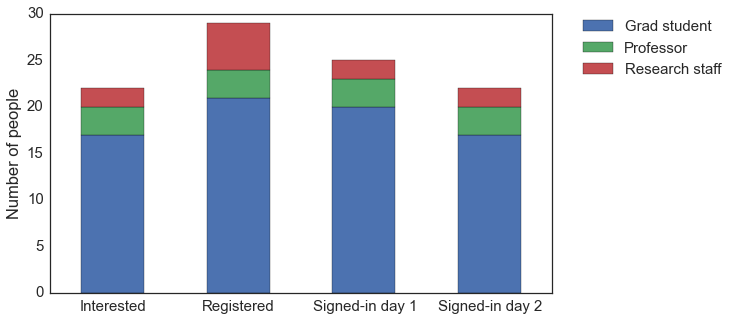 30
25
20
15
10
5
0
Number of people
Interested
Registered
Signed-in day 1
Signed-in day 2
Grad student
Professor
Research staff